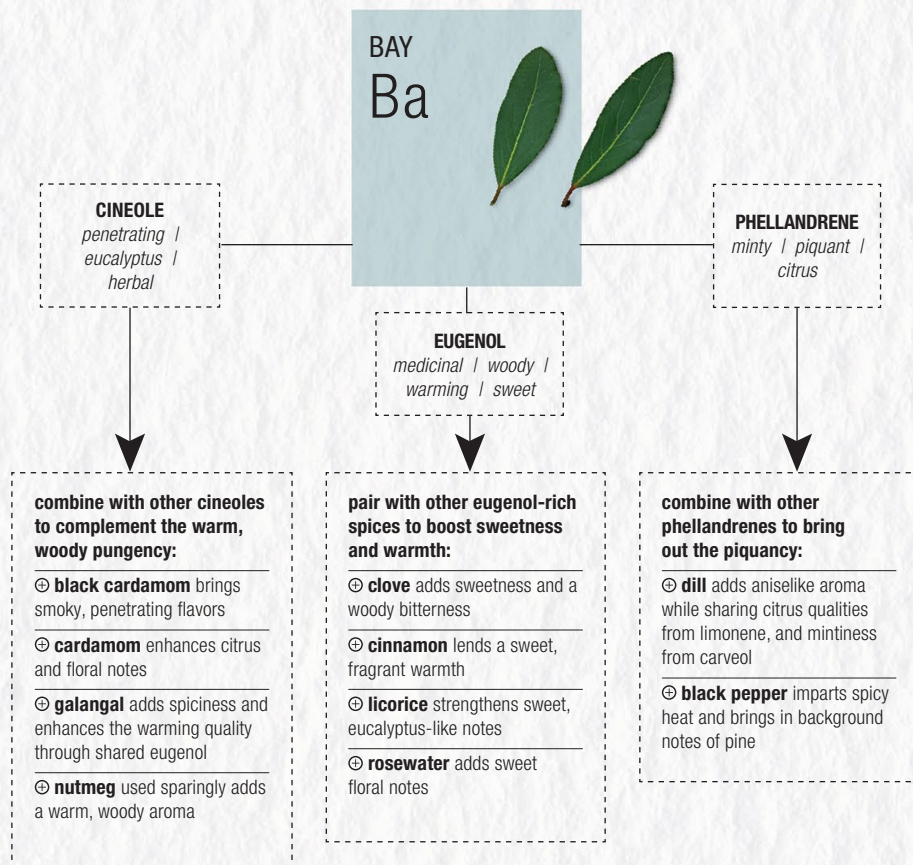 BAY
Ba
CINEOLE
penetrating |
eucalyptus |
herbal
PHELLANDRENE
minty | piquant |
citrus
EUGENOL
medicinal | woody |
warming | sweet
combine with other cineoles
to complement the warm,
woody pungency:
⊕ black cardamom brings
smoky, penetrating flavors
⊕ cardamom enhances citrus
and floral notes
⊕ galangal adds spiciness and
enhances the warming quality
through shared eugenol
⊕ nutmeg used sparingly adds
a warm, woody aroma
pair with other eugenol-rich
spices to boost sweetness
and warmth:
⊕ clove adds sweetness and a
woody bitterness
⊕ cinnamon lends a sweet,
fragrant warmth
⊕ licorice strengthens sweet,
eucalyptus-like notes
⊕ rosewater adds sweet
floral notes
combine with other
phellandrenes to bring
out the piquancy:
⊕ dill adds aniselike aroma
while sharing citrus qualities
from limonene, and mintiness
from carveol
⊕ black pepper imparts spicy
heat and brings in background
notes of pine